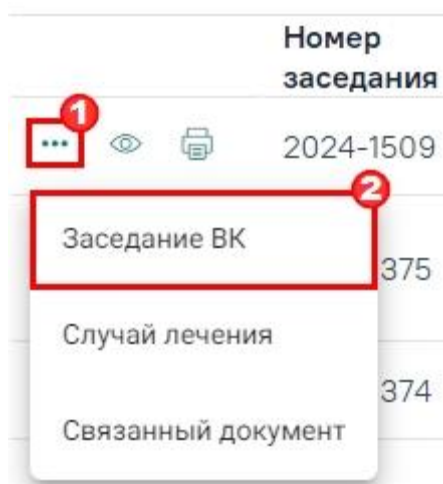 Номер
заседания
1
••• 2024-1509
2
Заседание ВК
375
Случай лечения
374
Связанный документ